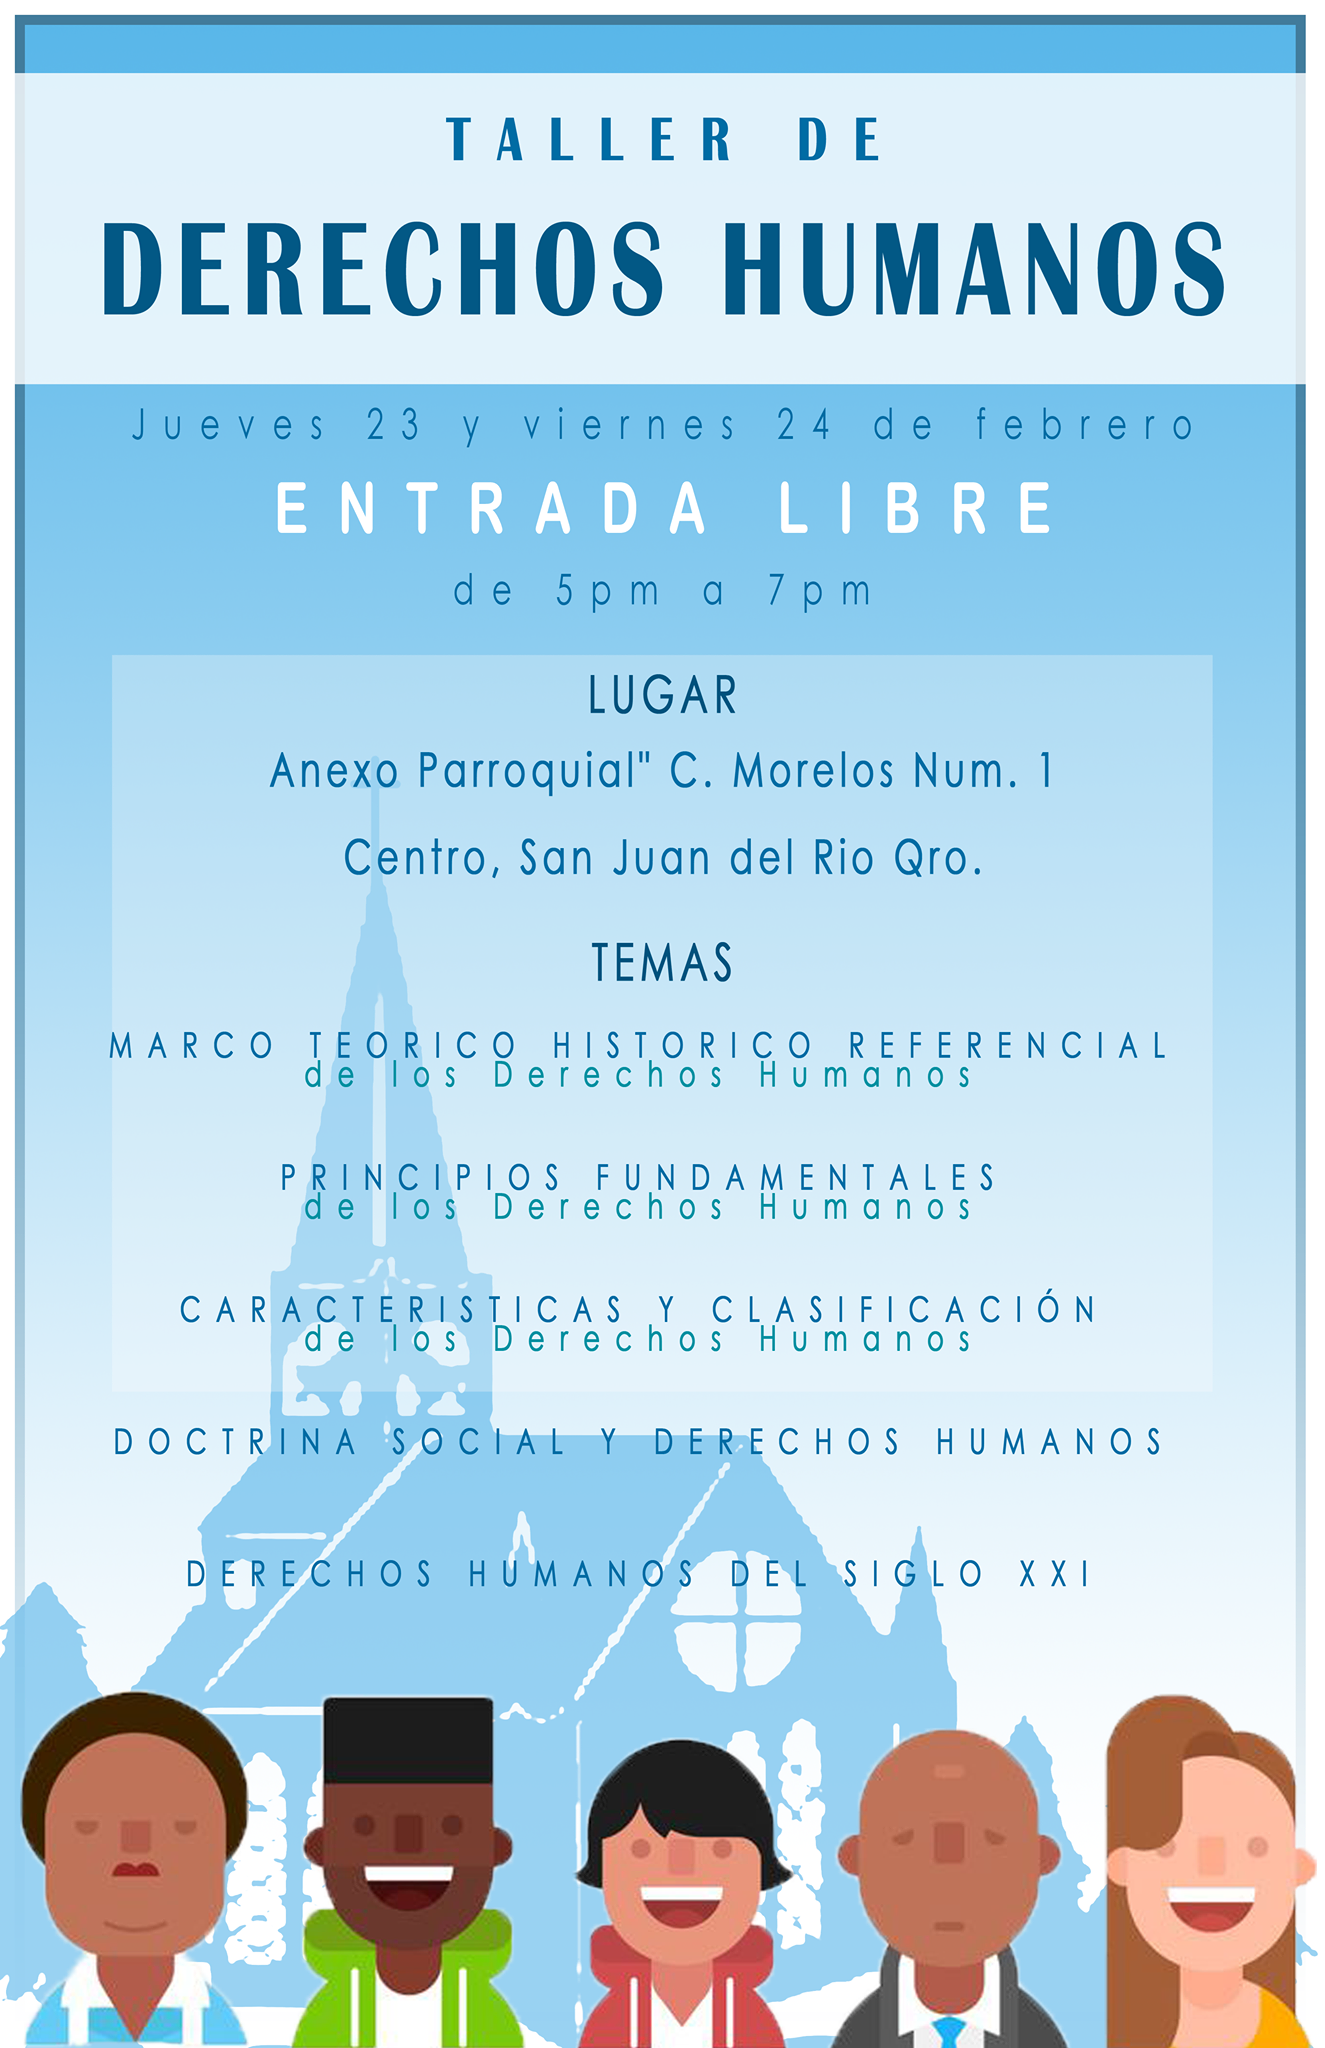 TALLER DE
DERECHOS HUMANOS
Jueves 23 y viernes 24 de febrero
ENTRADA LIBRE
de 5pm a 7pm
LUGAR
Anexo Parroquial" C. Morelos Num. 1
Centro, San Juan del Rio Qro.
TEMAS
MARCO TEORICO HISTORICO REFERENCIAL
de los Derechos Humanos
PRINCIPIOS FUNDAMENTALES
de los Derechos Humanos
CARACTERISTICAS Y CLASIFICACIÓN
de los Derechos Humanos
DOCTRINA SOCIAL Y DERECHOS HUMANOS
DERECHOS HUMANOS DEL SIGLO XXI